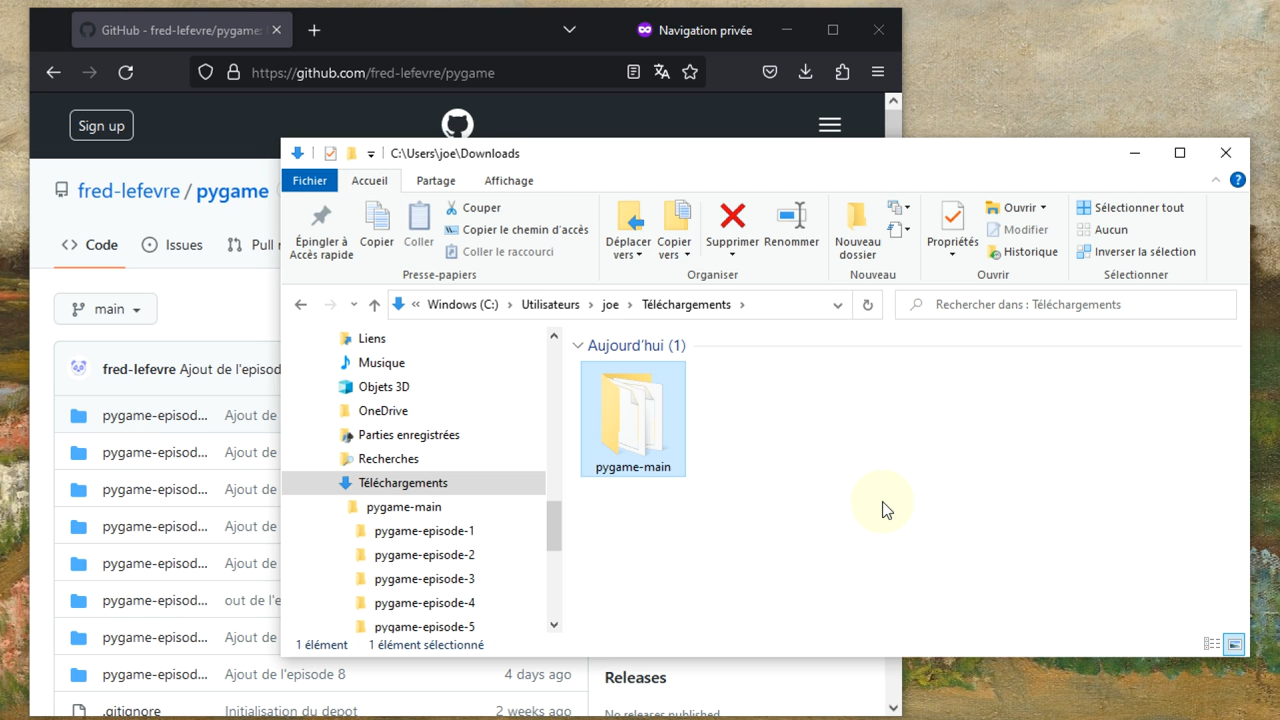 GitHub - fred-lefevre/pygame:
Navigation privée
https://github.com/fred-lefevre/pygame
Sign up
fred-lefevre / pygame
Code
Issues
Pull
main
fred-lefevre Ajout de l'episod
pygame-episod... Ajout de
pygame-episod... Ajout de
pygame-episod... Ajout de
pygame-episod... Ajout de
pygame-episod... Ajout de
pygame-episod... out de l'e
pygame-episod... Ajout de
pygame-episod... Ajout de l'episode 8 4 days ago
.gitignore Initialisation du depot 2 weeks ago
Releases
No releases published
C:\Users\joe\Downloads
Fichier
Accueil
Partage
Affichage
Épingler à
Accès rapide
Copier
Coller
Couper
Copier le chemin d'accès
Coller le raccourci
Presse-papiers
Déplacer
vers
Copier
vers
Supprimer
Renommer
Organiser
Nouveau
dossier
Nouveau
Propriétés
Ouvrir
Modifier
Historique
Ouvrir
Sélectionner tout
Aucun
Inverser la sélection
Sélectionner
« Windows (C:) › Utilisateurs › joe › Téléchargements ›
Rechercher dans : Téléchargements
Liens
Musique
Objets 3D
OneDrive
Parties enregistrées
Recherches
Téléchargements
pygame-main
pygame-episode-1
pygame-episode-2
pygame-episode-3
pygame-episode-4
pygame-episode-5
Aujourd'hui (1)
pygame-main
1 élément
1 élément sélectionné